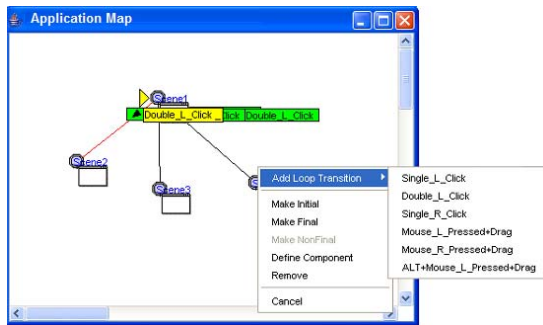 Application Map
Scene1
Double_L_Click _ Click Double_L_Click
Scene2
Scene3
Add Loop Transition
Make Initial
Make Final
Make NonFinal
Define Component
Remove
Cancel
Single_L_Click
Double_L_Click
Single_R_Click
Mouse_L_Pressed+Drag
Mouse_R_Pressed+Drag
ALT+Mouse_L_Pressed+Drag